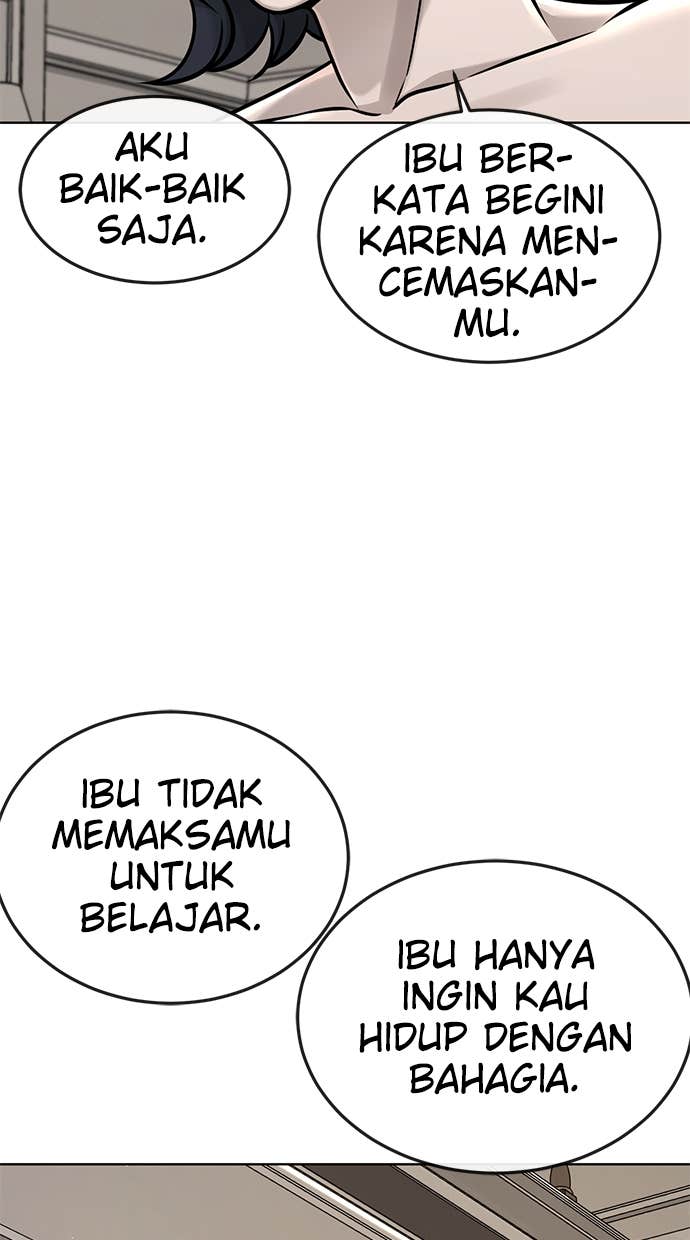 AKU
BAIK-BAIK
SAJA.
IBU BER-
KATA BEGINI
KARENA MEN-
CEMASKAN-
MU.
IBU TIDAK
MEMAKSAMU
UNTUK
BELAJAR.
IBU HANYA
INGIN KAU
HIDUP DENGAN
BAHAGIA.